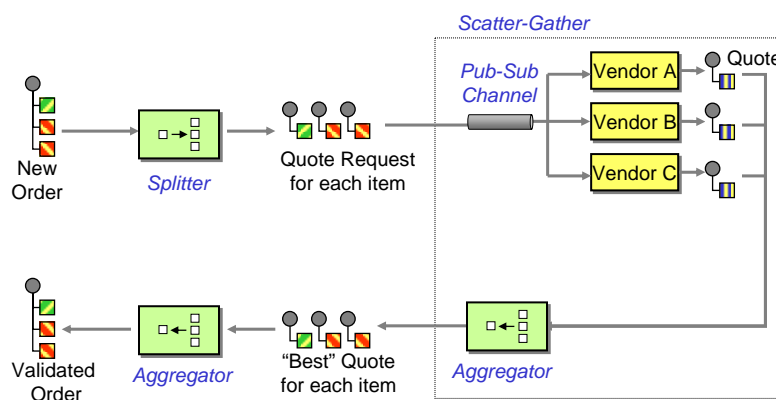 Scatter-Gather
Pub-Sub
Channel
Vendor A
Quote
Vendor B
Vendor C
New
Order
Splitter
Quote Request
for each item
Validated
Order
Aggregator
“Best” Quote
for each item
Aggregator